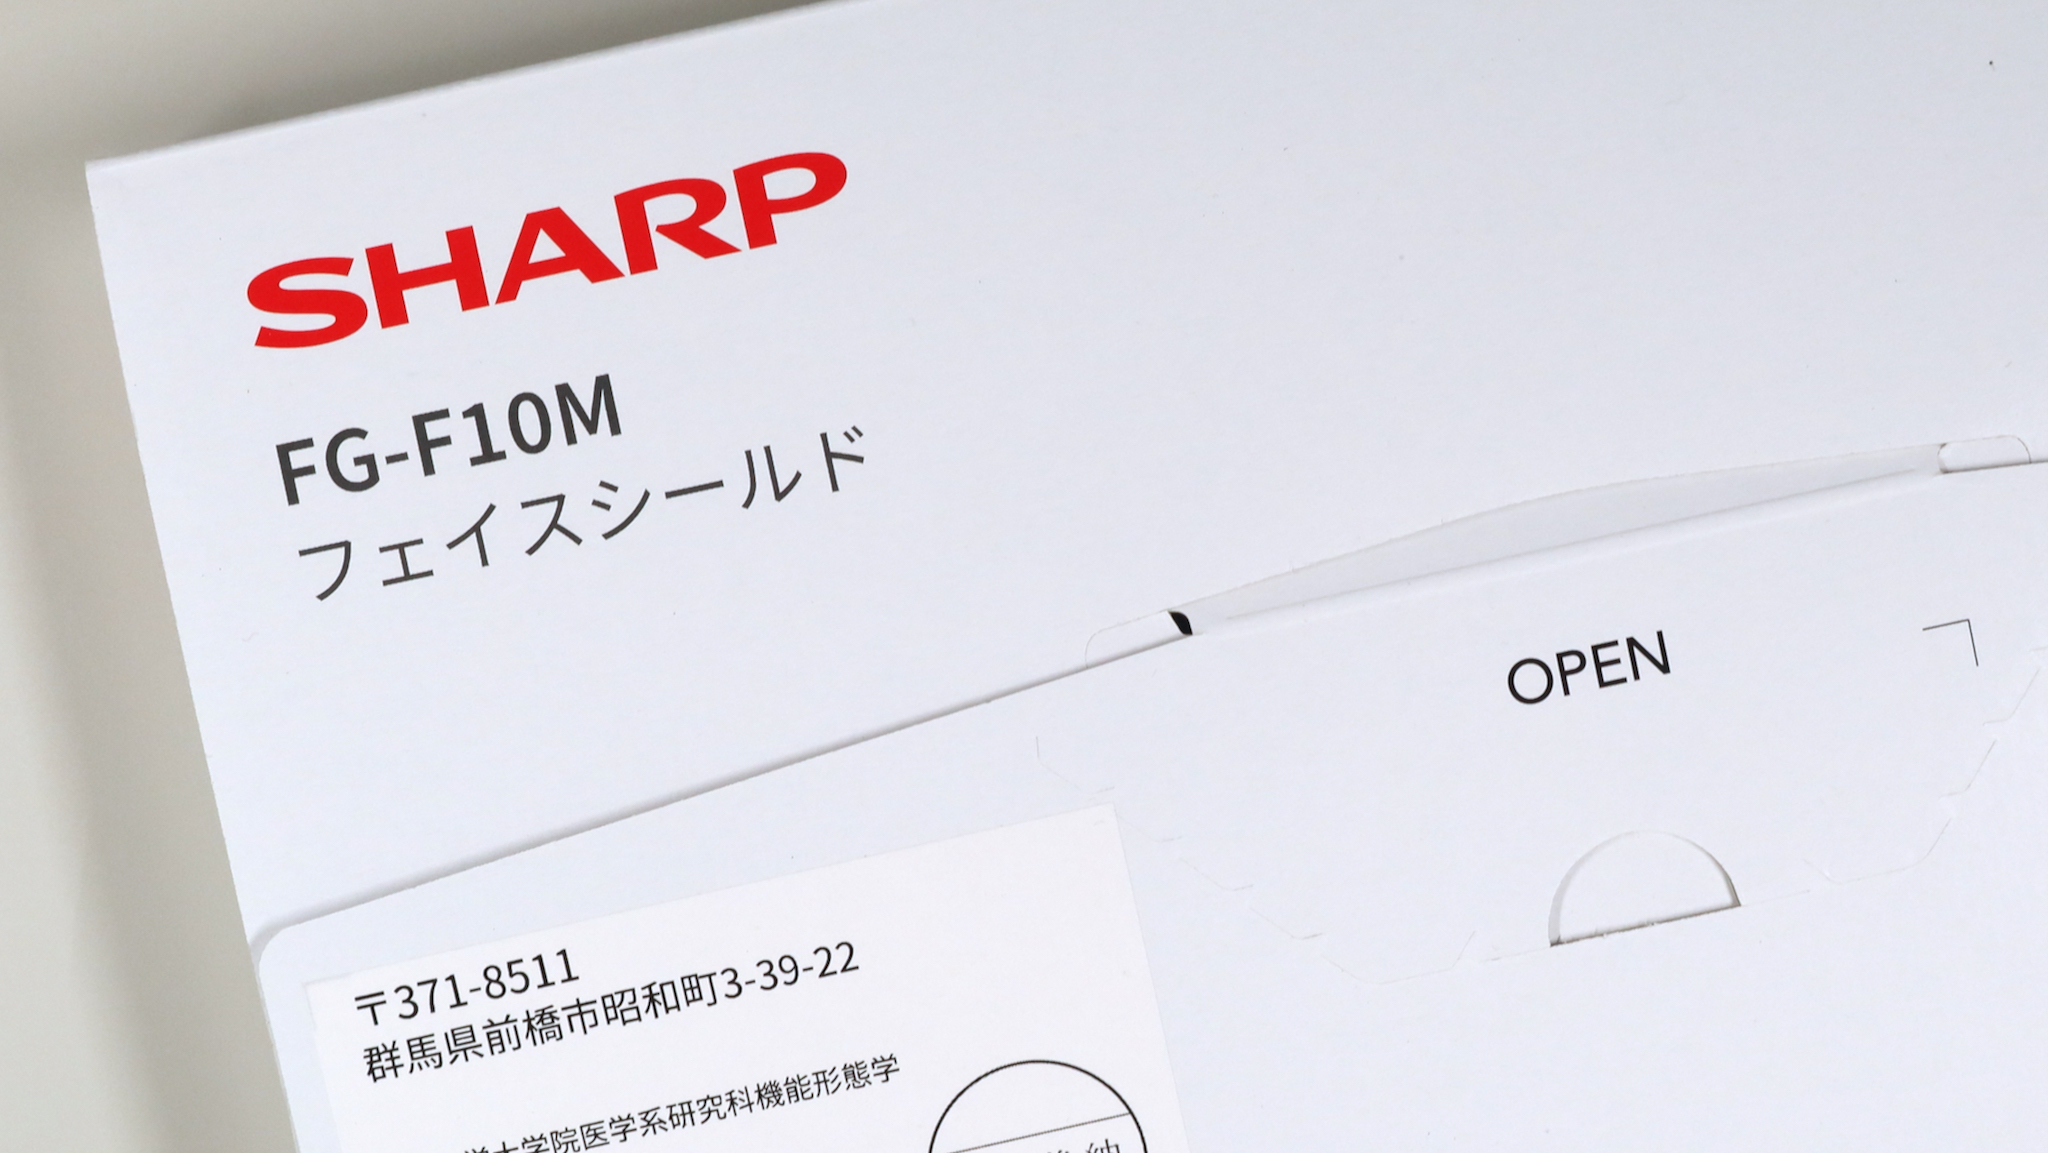 SHARP
FG-F10M
フェイスシールド
OPEN
〒371-8511
群馬県前橋市昭和町3-39-22
大学院医学系研究科機能形態学